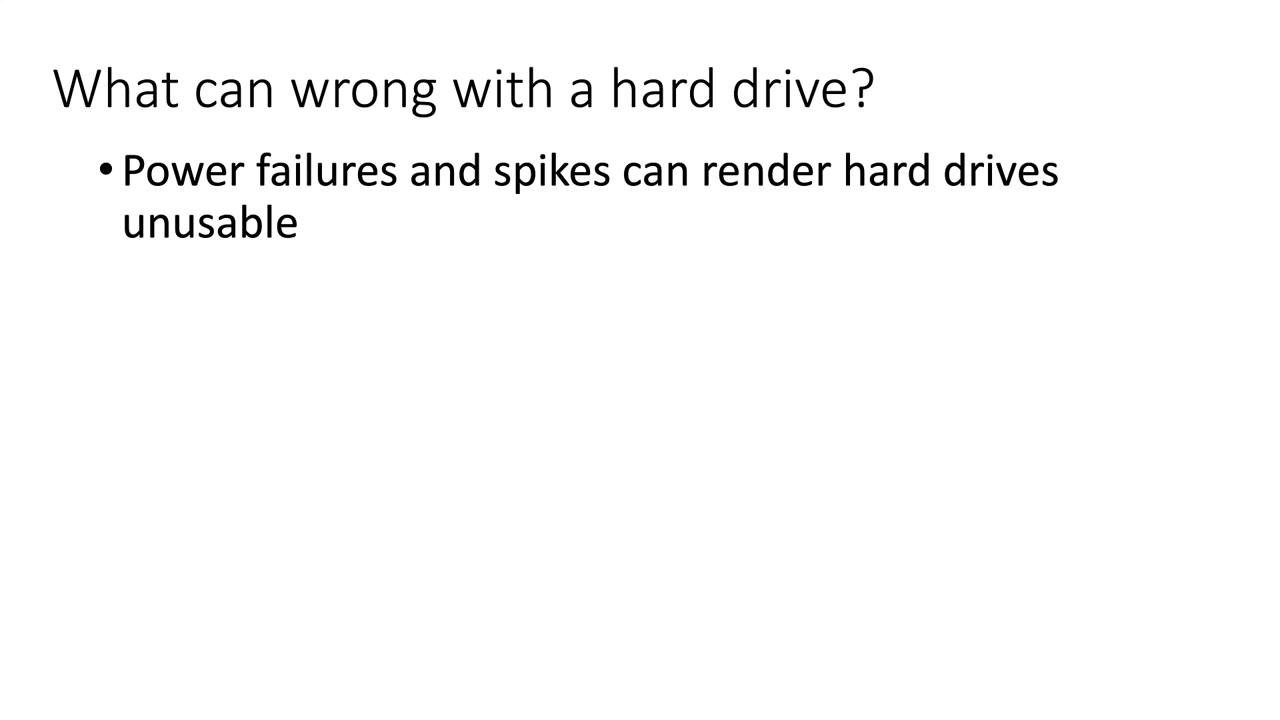 What can wrong with a hard drive?
• Power failures and spikes can render hard drives
unusable